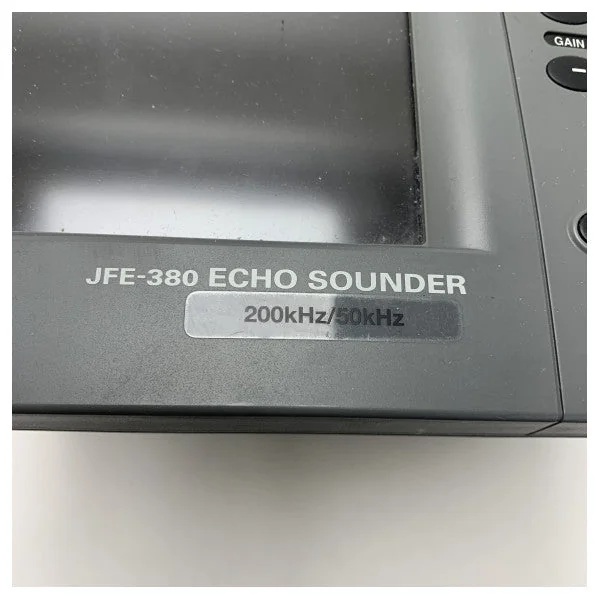 GAIN
−
JFE-380 ECHO SOUNDER
200kHz/50kHz